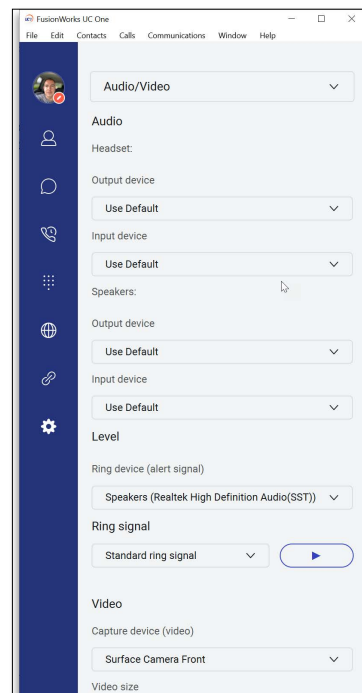 FusionWorks UC One
File Edit Contacts Calls Communications Window Help
Audio/Video
Audio
Headset:
Output device
Use Default
Input device
Use Default
Speakers:
Output device
Use Default
Input device
Use Default
Level
Ring device (alert signal)
Speakers (Realtek High Definition Audio(SST))
Ring signal
Standard ring signal
Video
Capture device (video)
Surface Camera Front
Video size